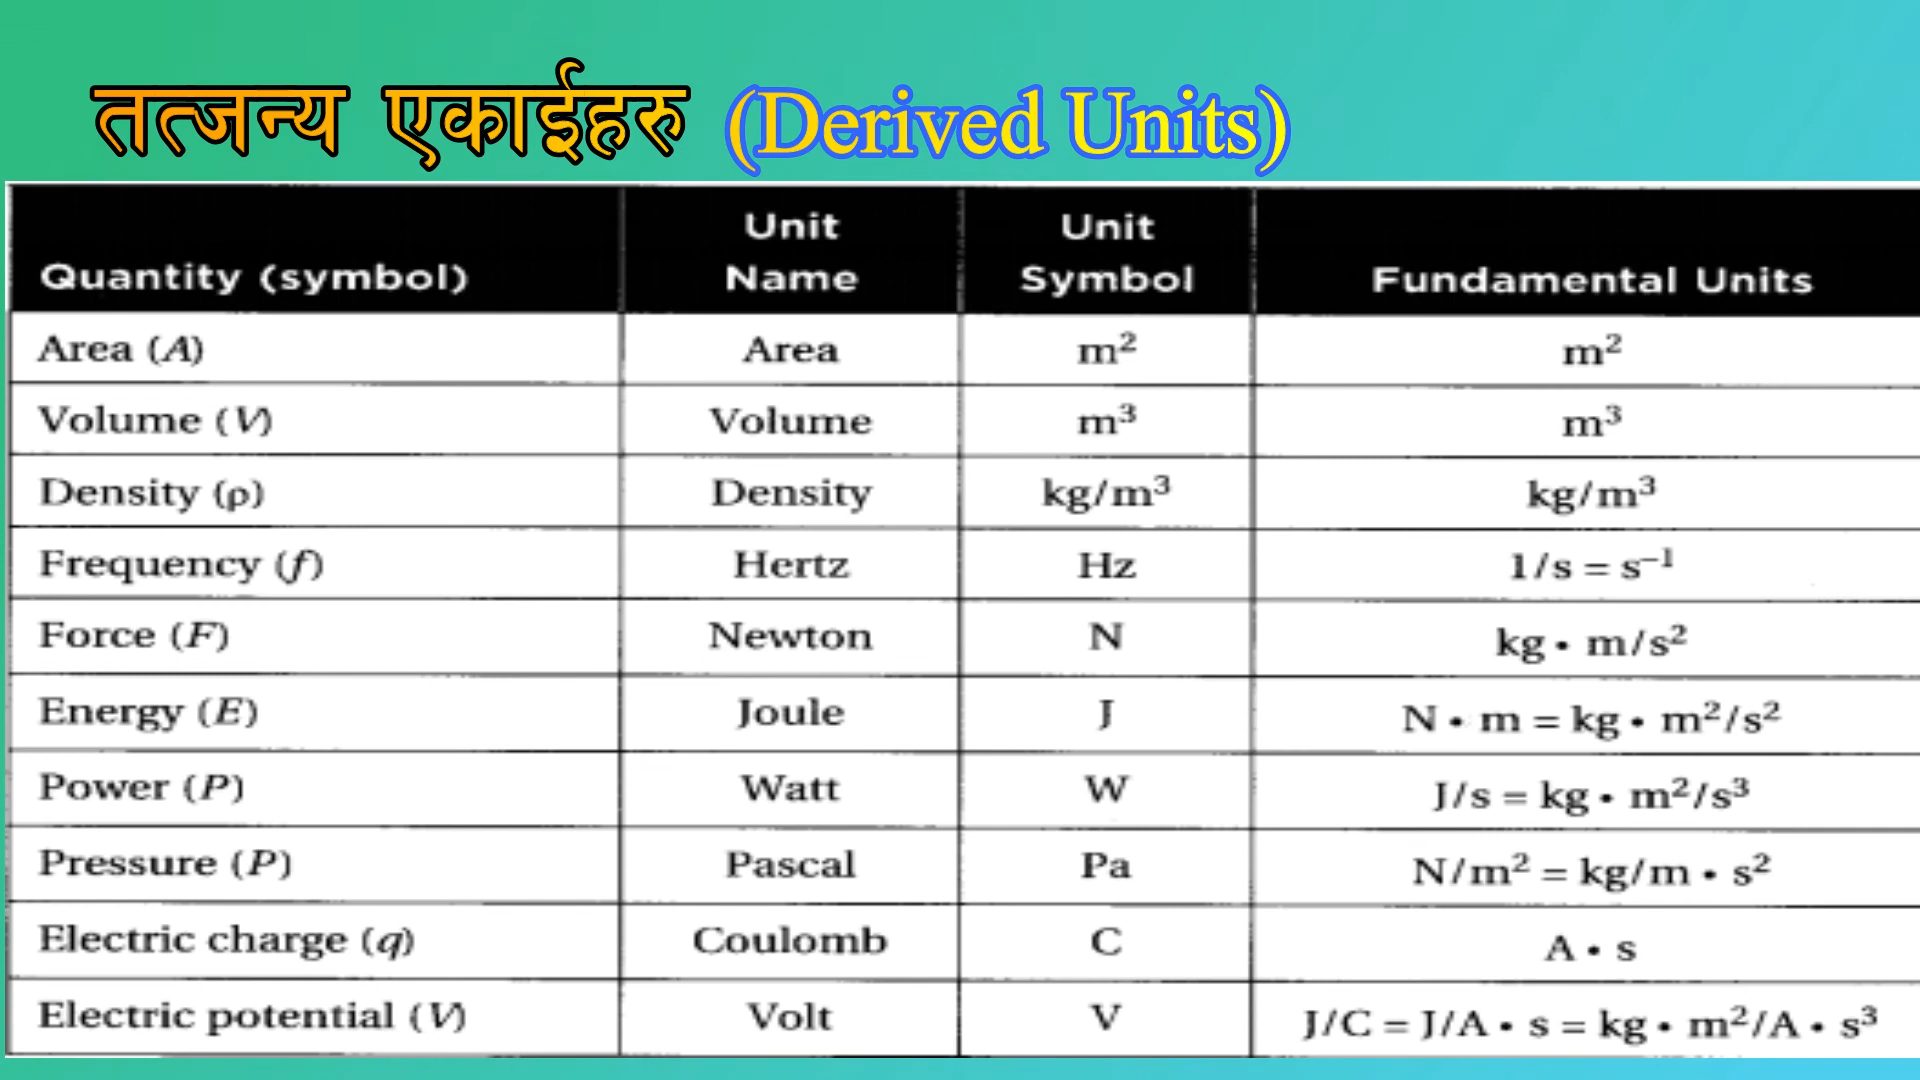 तत्जन्य एकाईहरु (Derived Units)
Quantity (symbol) Unit Name Unit Symbol Fundamental Units
Area (A) Area m² m²
Volume (V) Volume m³ m³
Density (ρ) Density kg/m³ kg/m³
Frequency (f) Hertz Hz 1/s = s⁻¹
Force (F) Newton N kg • m/s²
Energy (E) Joule J N • m = kg • m²/s²
Power (P) Watt W J/s = kg • m²/s³
Pressure (P) Pascal Pa N/m² = kg/m • s²
Electric charge (q) Coulomb C A • s
Electric potential (V) Volt V J/C = J/A • s = kg • m²/A • s³